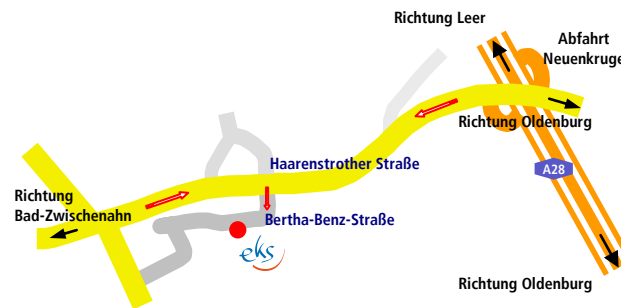 Richtung Leer
Abfahrt
Neuenkruge
Richtung Oldenburg
A28
Haarenstrother Straße
Richtung
Bad-Zwischenahn
Bertha-Benz-Straße
eks
Richtung Oldenburg